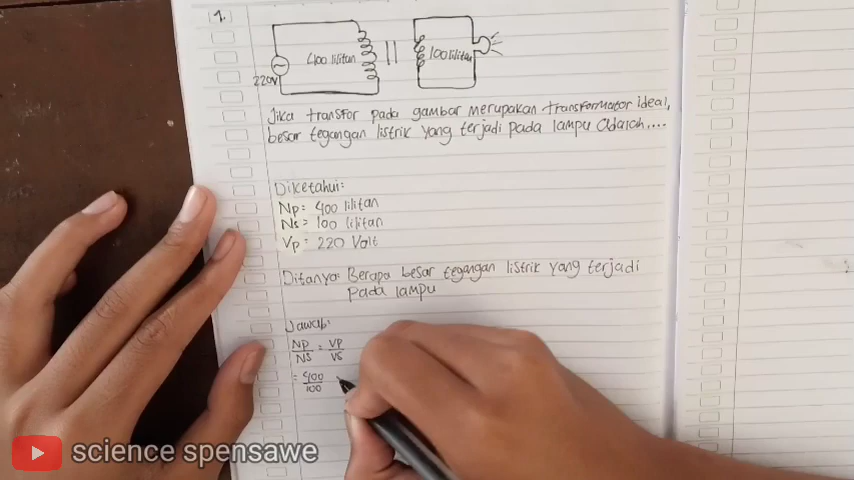 1.
400 lilitan
100 lilitan
220V
Jika transfor pada gambar merupakan transformator ideal,
besar tegangan listrik yang terjadi pada lampu adalah....
Diketahui:
Np = 400 lilitan
Ns = 100 lilitan
Vp = 220 Volt
Ditanya: Berapa besar tegangan listrik yang terjadi
pada lampu
Jawab:
NP/NS = VP/VS
= 400/100
science spensawe